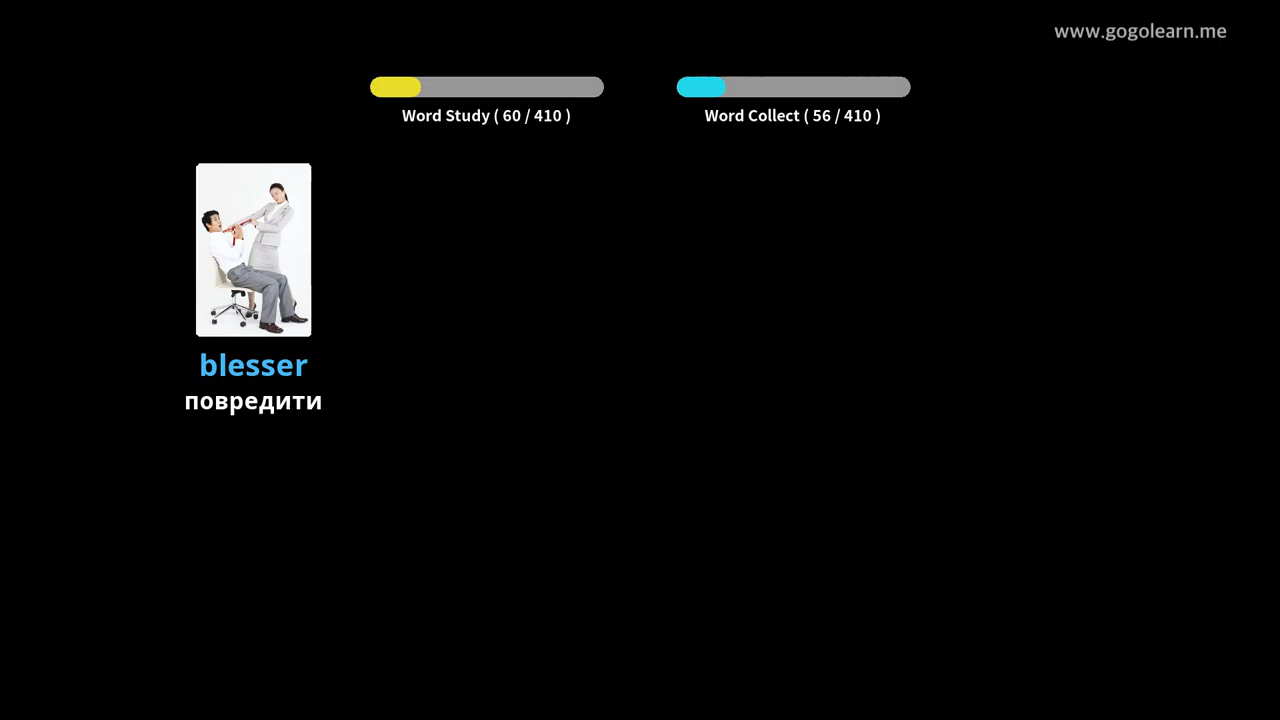 www.gogolearn.me
Word Study ( 60 / 410 )
Word Collect ( 56 / 410 )
blesser
повредити